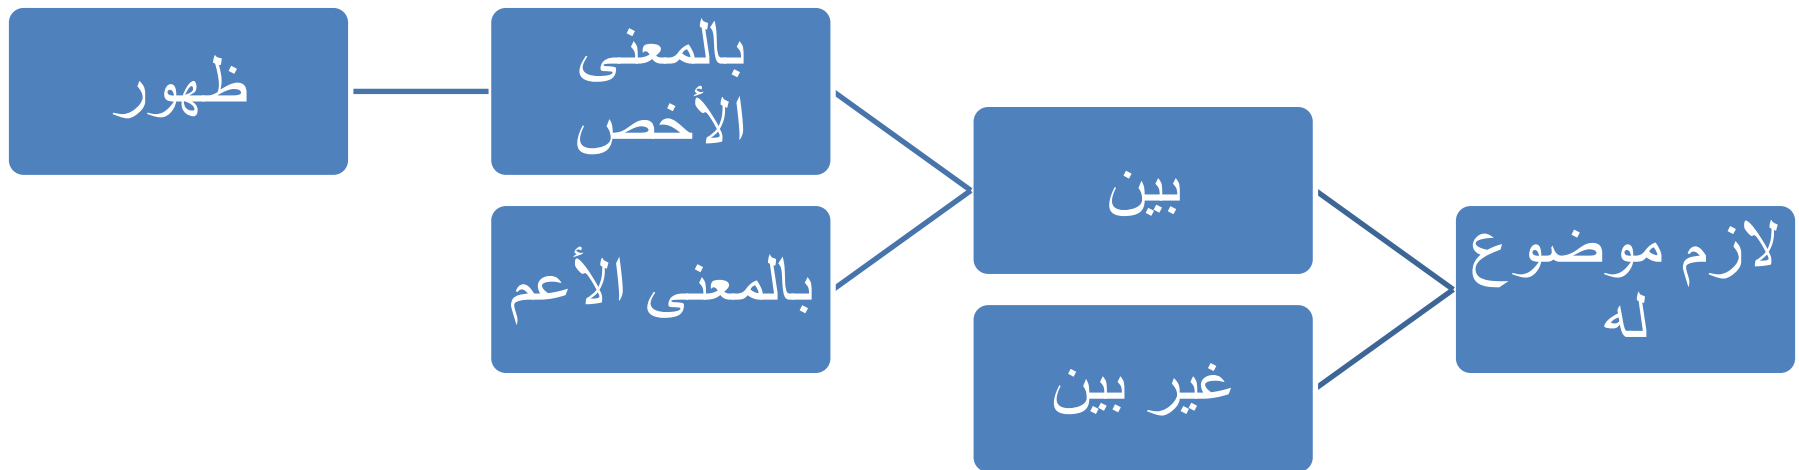 لازم موضوع
له
بين
غير بين
بالمعنى
الأخص
بالمعنى الأعم
ظهور